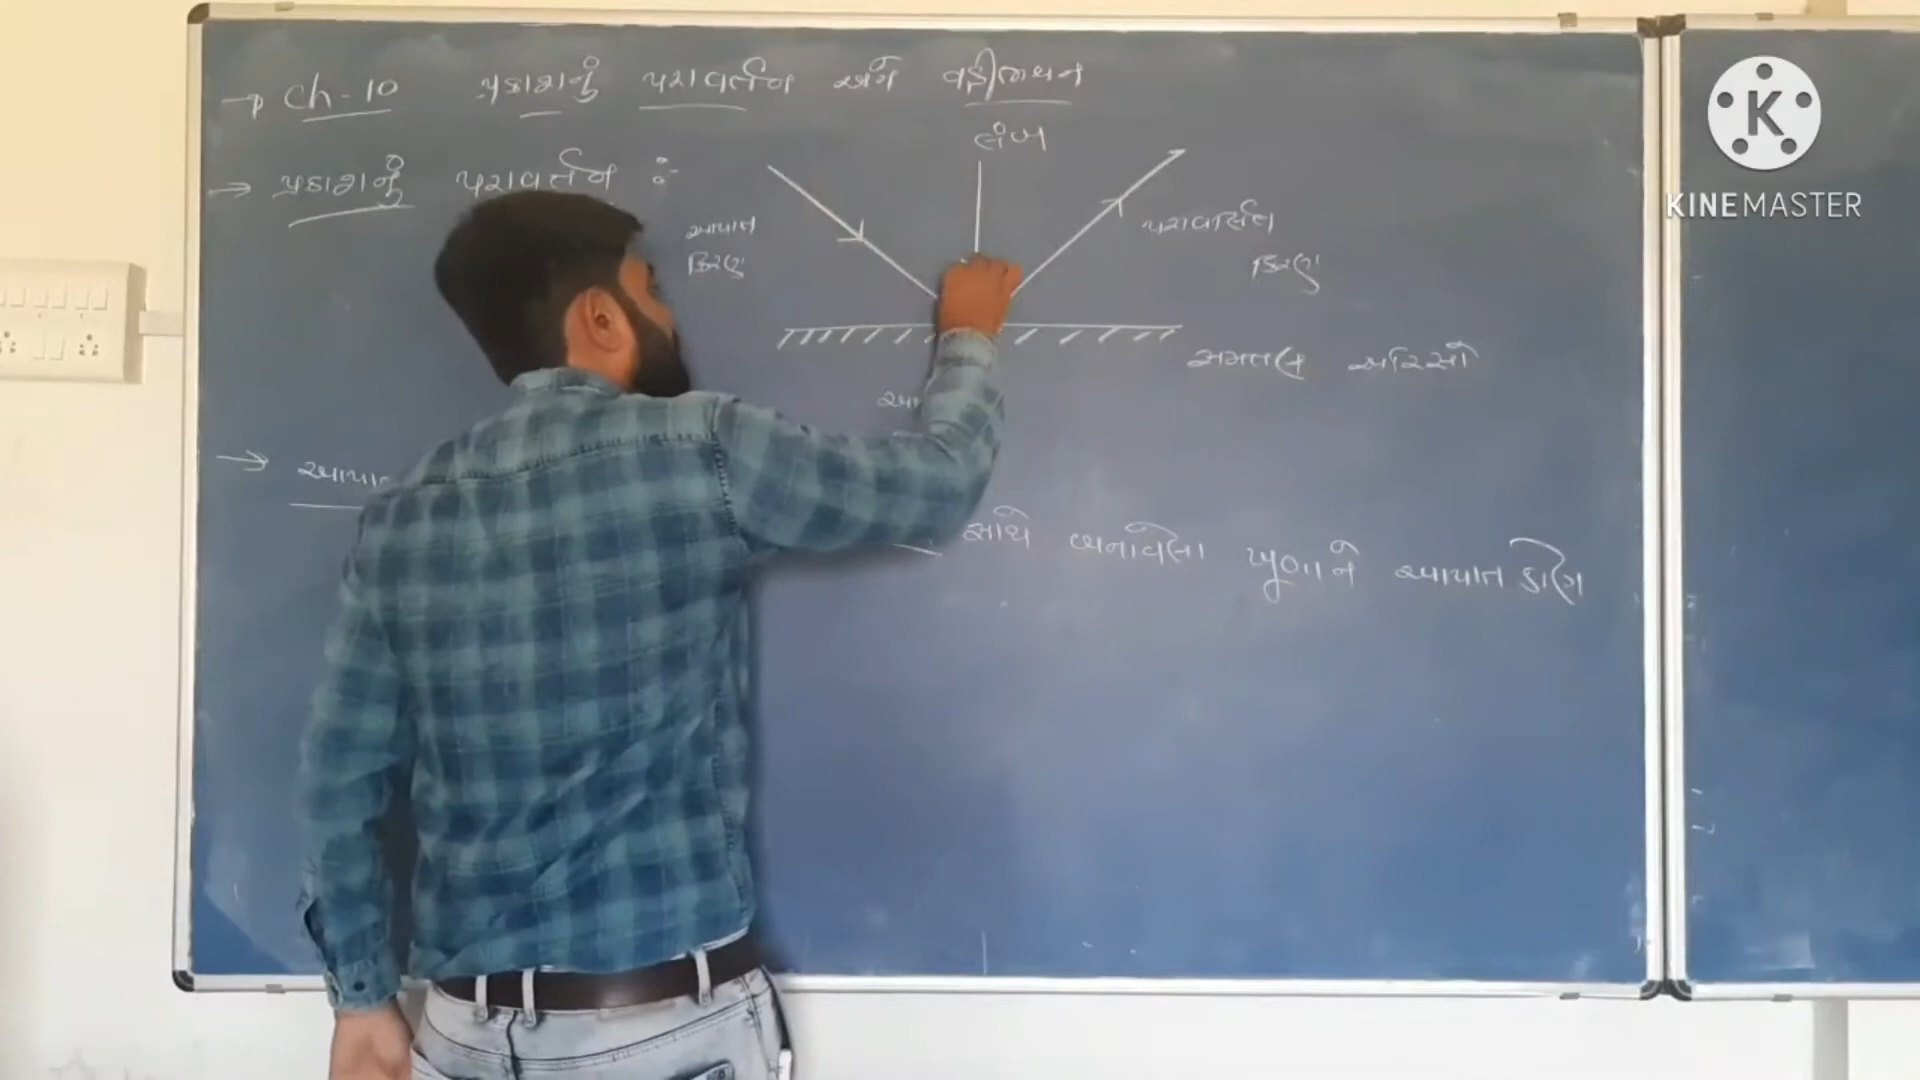 → Ch - 10 પ્રકાશનું પરાવર્તન અને વક્રીભવન
લંબ
→ પ્રકાશનું પરાવર્તન :-
આપાત
કિરણ
પરાવર્તિત
કિરણ
સમતલ અરિસો
→ આપાત
સાથે બનાવેલા ખૂણાને આપાત કોણ
K
KINEMASTER